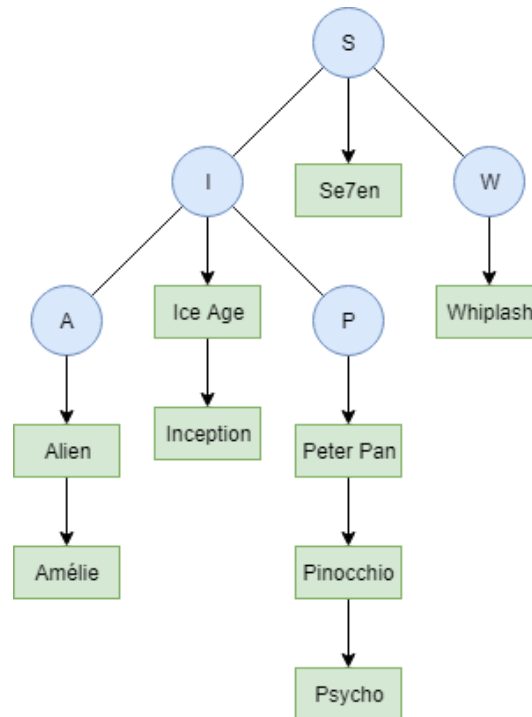 S
I
Se7en
W
A
Ice Age
P
Whiplash
Alien
Inception
Peter Pan
Amélie
Pinocchio
Psycho